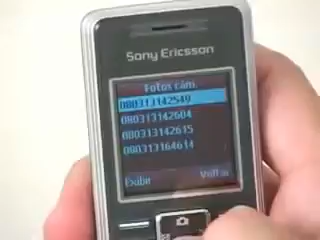 Sony Ericsson
Fotos cám.
080313142549
080313142604
080313142615
080313164614
Exibir Voltar